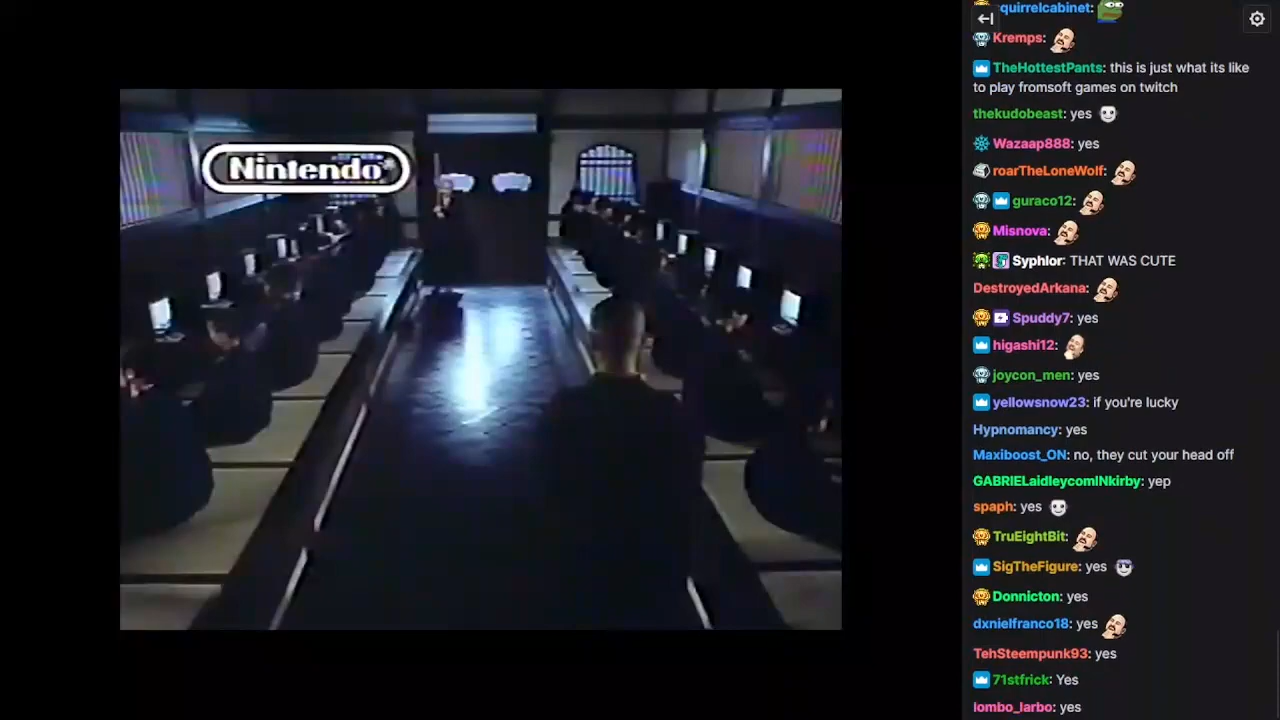 Nintendo®
squirrelcabinet:
Kremps:
TheHottestPants: this is just what its like
to play fromsoft games on twitch
thekudobeast: yes
Wazaap888: yes
roarTheLoneWolf:
guraco12:
Misnova:
Syphlor: THAT WAS CUTE
DestroyedArkana:
Spuddy7: yes
higashi12:
joycon_men: yes
yellowsnow23: if you're lucky
Hypnomancy: yes
Maxiboost_ON: no, they cut your head off
GABRIELaidleycomINkirby: yep
spaph: yes
TruEightBit:
SigTheFigure: yes
Donnicton: yes
dxnielfranco18: yes
TehSteempunk93: yes
71stfrick: Yes
lombo_larbo: yes